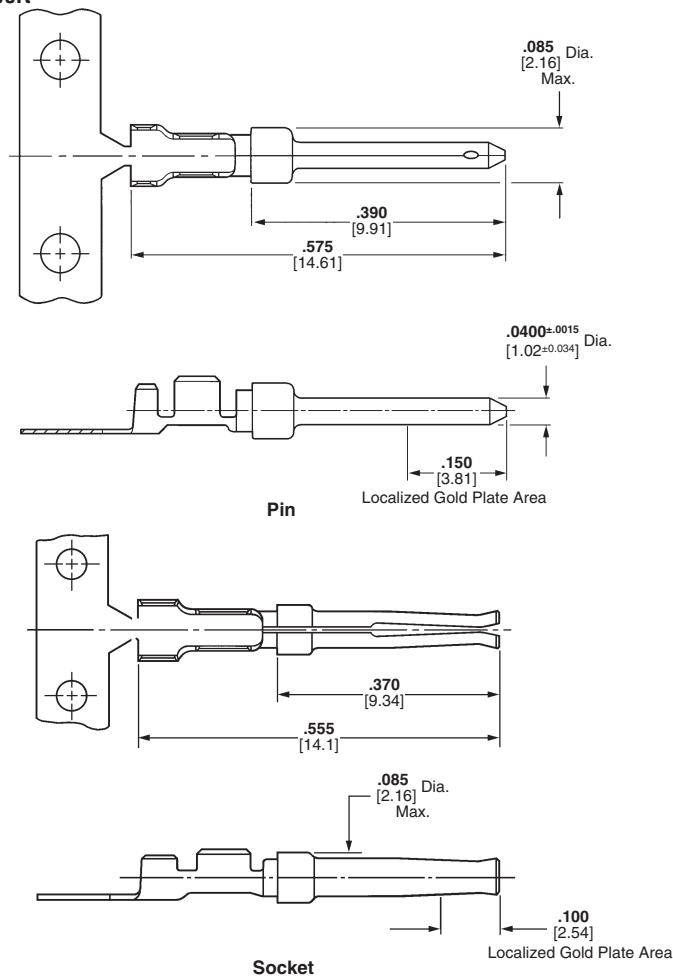 .085
[2.16] Dia.
Max.
.390
[9.91]
.575
[14.61]
.0400±.0015
[1.02±0.034] Dia.
.150
[3.81]
Localized Gold Plate Area
Pin
.370
[9.34]
.555
[14.1]
.085
[2.16] Dia.
Max.
.100
[2.54]
Localized Gold Plate Area
Socket